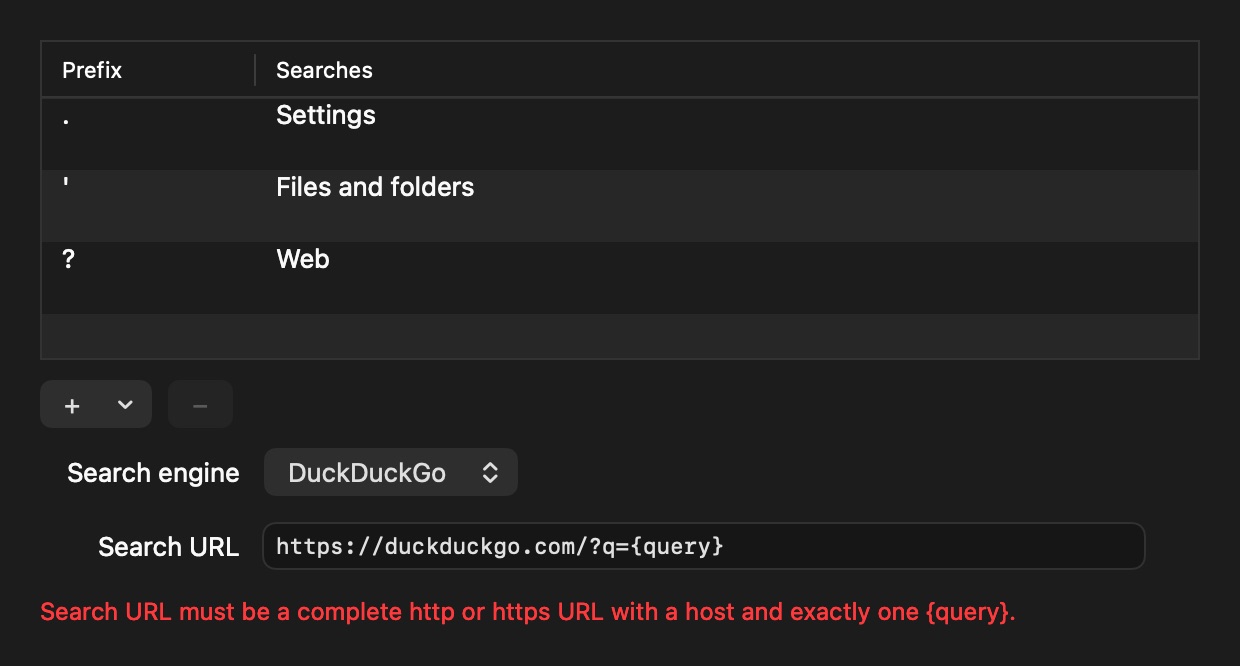 Prefix Searches
. Settings
' Files and folders
? Web
+ −
Search engine DuckDuckGo
Search URL https://duckduckgo.com/?q={query}
Search URL must be a complete http or https URL with a host and exactly one {query}.